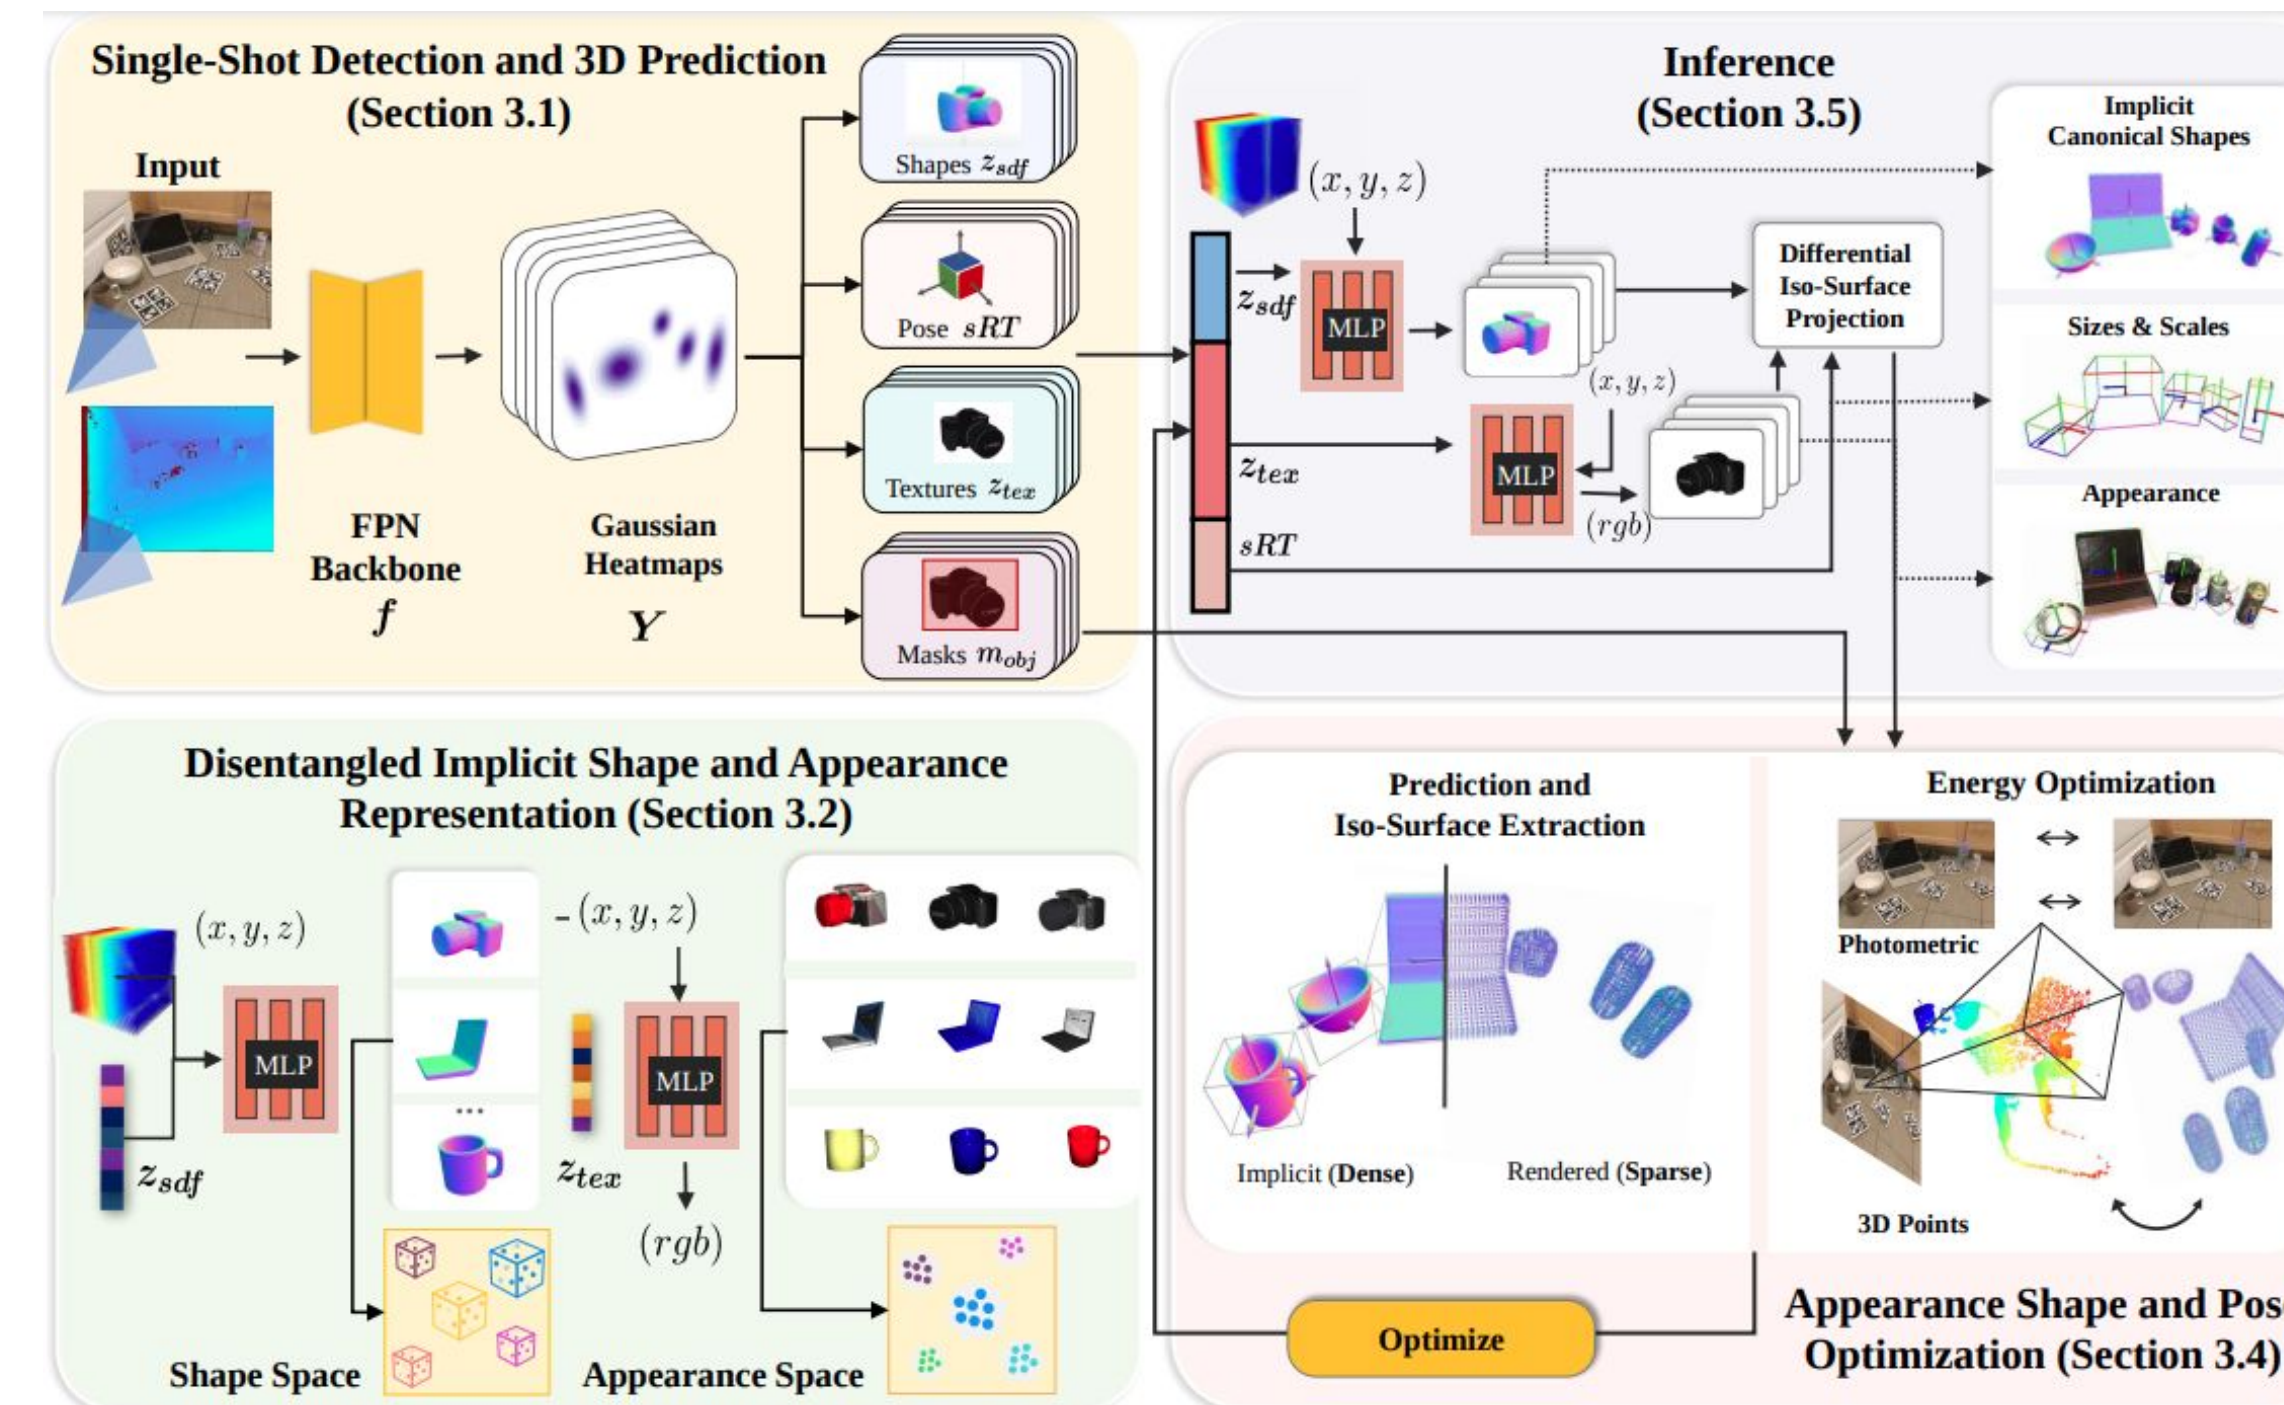 Single-Shot Detection and 3D Prediction
(Section 3.1)
Input
FPN
Backbone
f
Gaussian
Heatmaps
Y
Shapes z_sdf
Pose sRT
Textures z_tex
Masks m_obj
Inference
(Section 3.5)
(x, y, z)
z_sdf
MLP
(x, y, z)
z_tex
MLP
(rgb)
sRT
Differential
Iso-Surface
Projection
Implicit
Canonical Shapes
Sizes & Scales
Appearance
Disentangled Implicit Shape and Appearance
Representation (Section 3.2)
(x, y, z)
MLP
z_sdf
...
Shape Space
(x, y, z)
MLP
z_tex
(rgb)
Appearance Space
Prediction and
Iso-Surface Extraction
Implicit (Dense)
Rendered (Sparse)
Energy Optimization
Photometric
3D Points
Optimize
Appearance Shape and Pos
Optimization (Section 3.4)